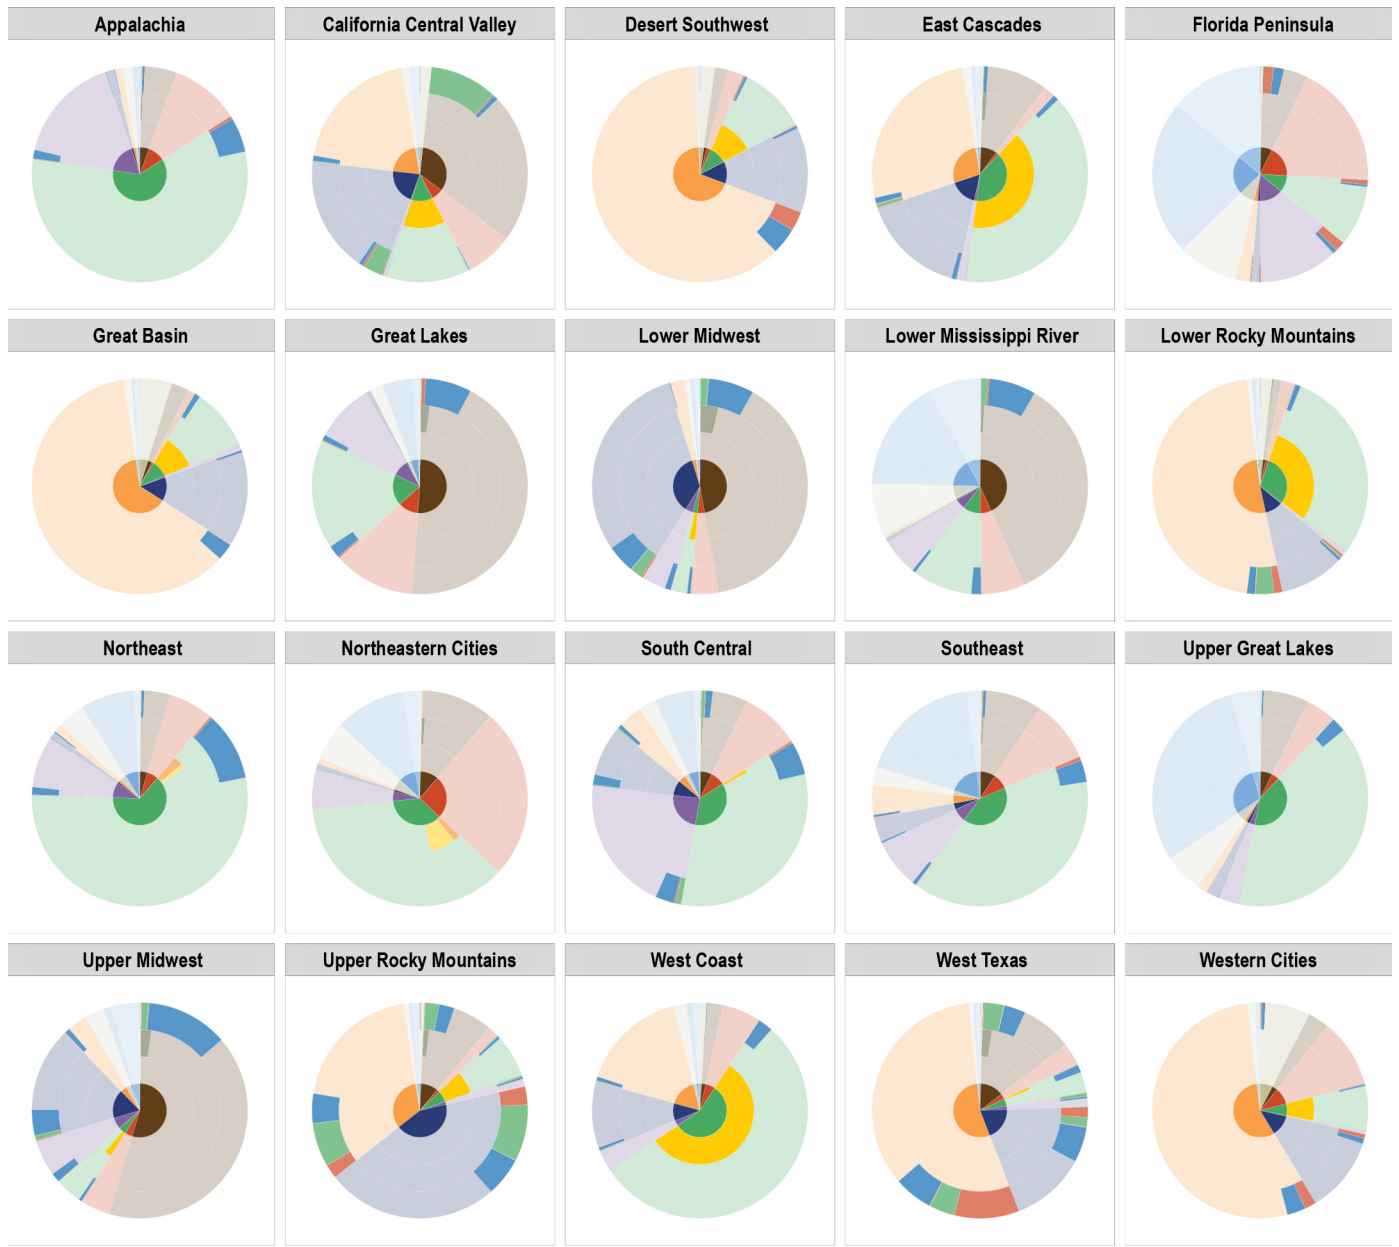 Appalachia
California Central Valley
Desert Southwest
East Cascades
Florida Peninsula
Great Basin
Great Lakes
Lower Midwest
Lower Mississippi River
Lower Rocky Mountains
Northeast
Northeastern Cities
South Central
Southeast
Upper Great Lakes
Upper Midwest
Upper Rocky Mountains
West Coast
West Texas
Western Cities